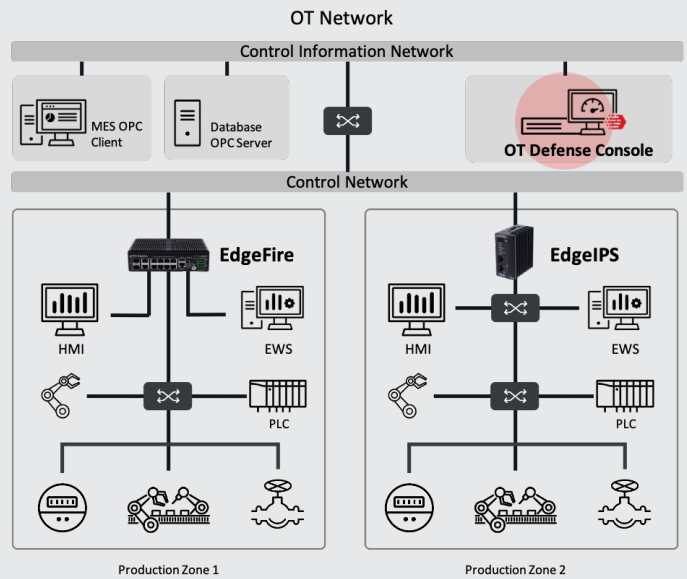 OT Network
Control Information Network
MES OPC
Client
Database
OPC Server
OT Defense Console
Control Network
EdgeFire
EdgeIPS
HMI
EWS
HMI
EWS
PLC
PLC
Production Zone 1
Production Zone 2